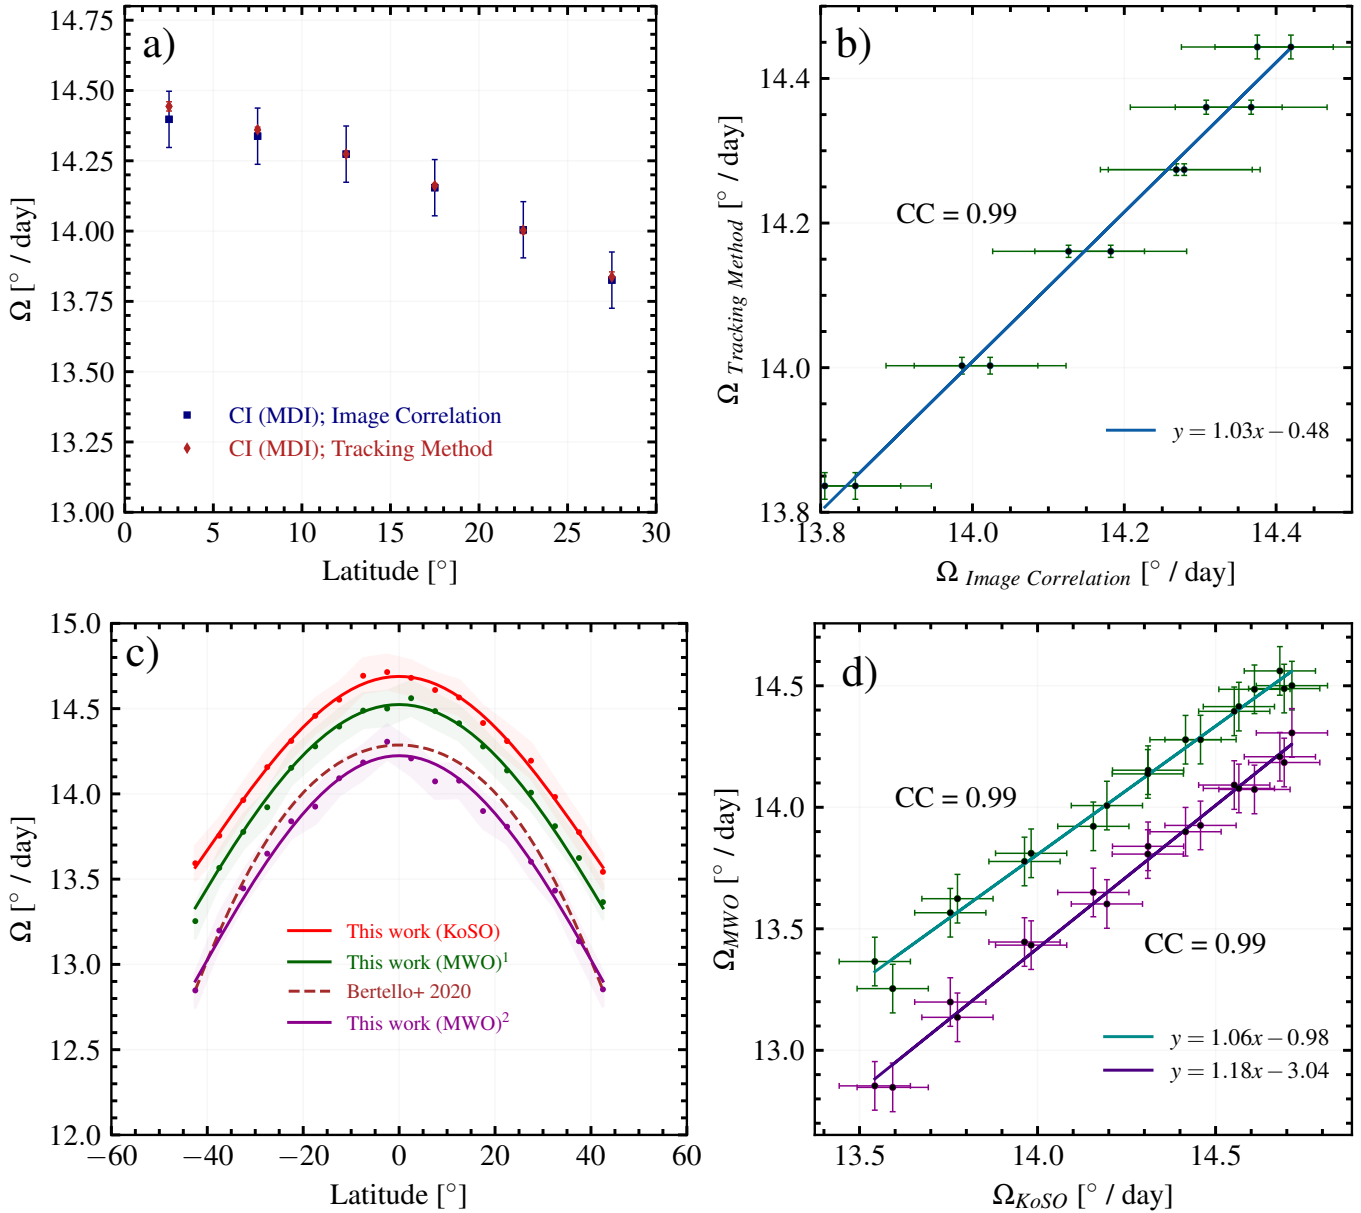 a)
14.75
14.50
14.25
14.00
13.75
13.50
13.25
13.00
Ω [° / day]
CI (MDI); Image Correlation
CI (MDI); Tracking Method
0 5 10 15 20 25 30
Latitude [°]
b)
14.4
14.2
14.0
13.8
Ω Tracking Method [° / day]
CC = 0.99
y = 1.03x − 0.48
13.8 14.0 14.2 14.4
Ω Image Correlation [° / day]
c)
15.0
14.5
14.0
13.5
13.0
12.5
12.0
Ω [° / day]
This work (KoSO)
This work (MWO)¹
Bertello+ 2020
This work (MWO)²
−60 −40 −20 0 20 40 60
Latitude [°]
d)
14.5
14.0
13.5
13.0
Ω_MWO [° / day]
CC = 0.99
CC = 0.99
y = 1.06x − 0.98
y = 1.18x − 3.04
13.5 14.0 14.5
Ω_KoSO [° / day]